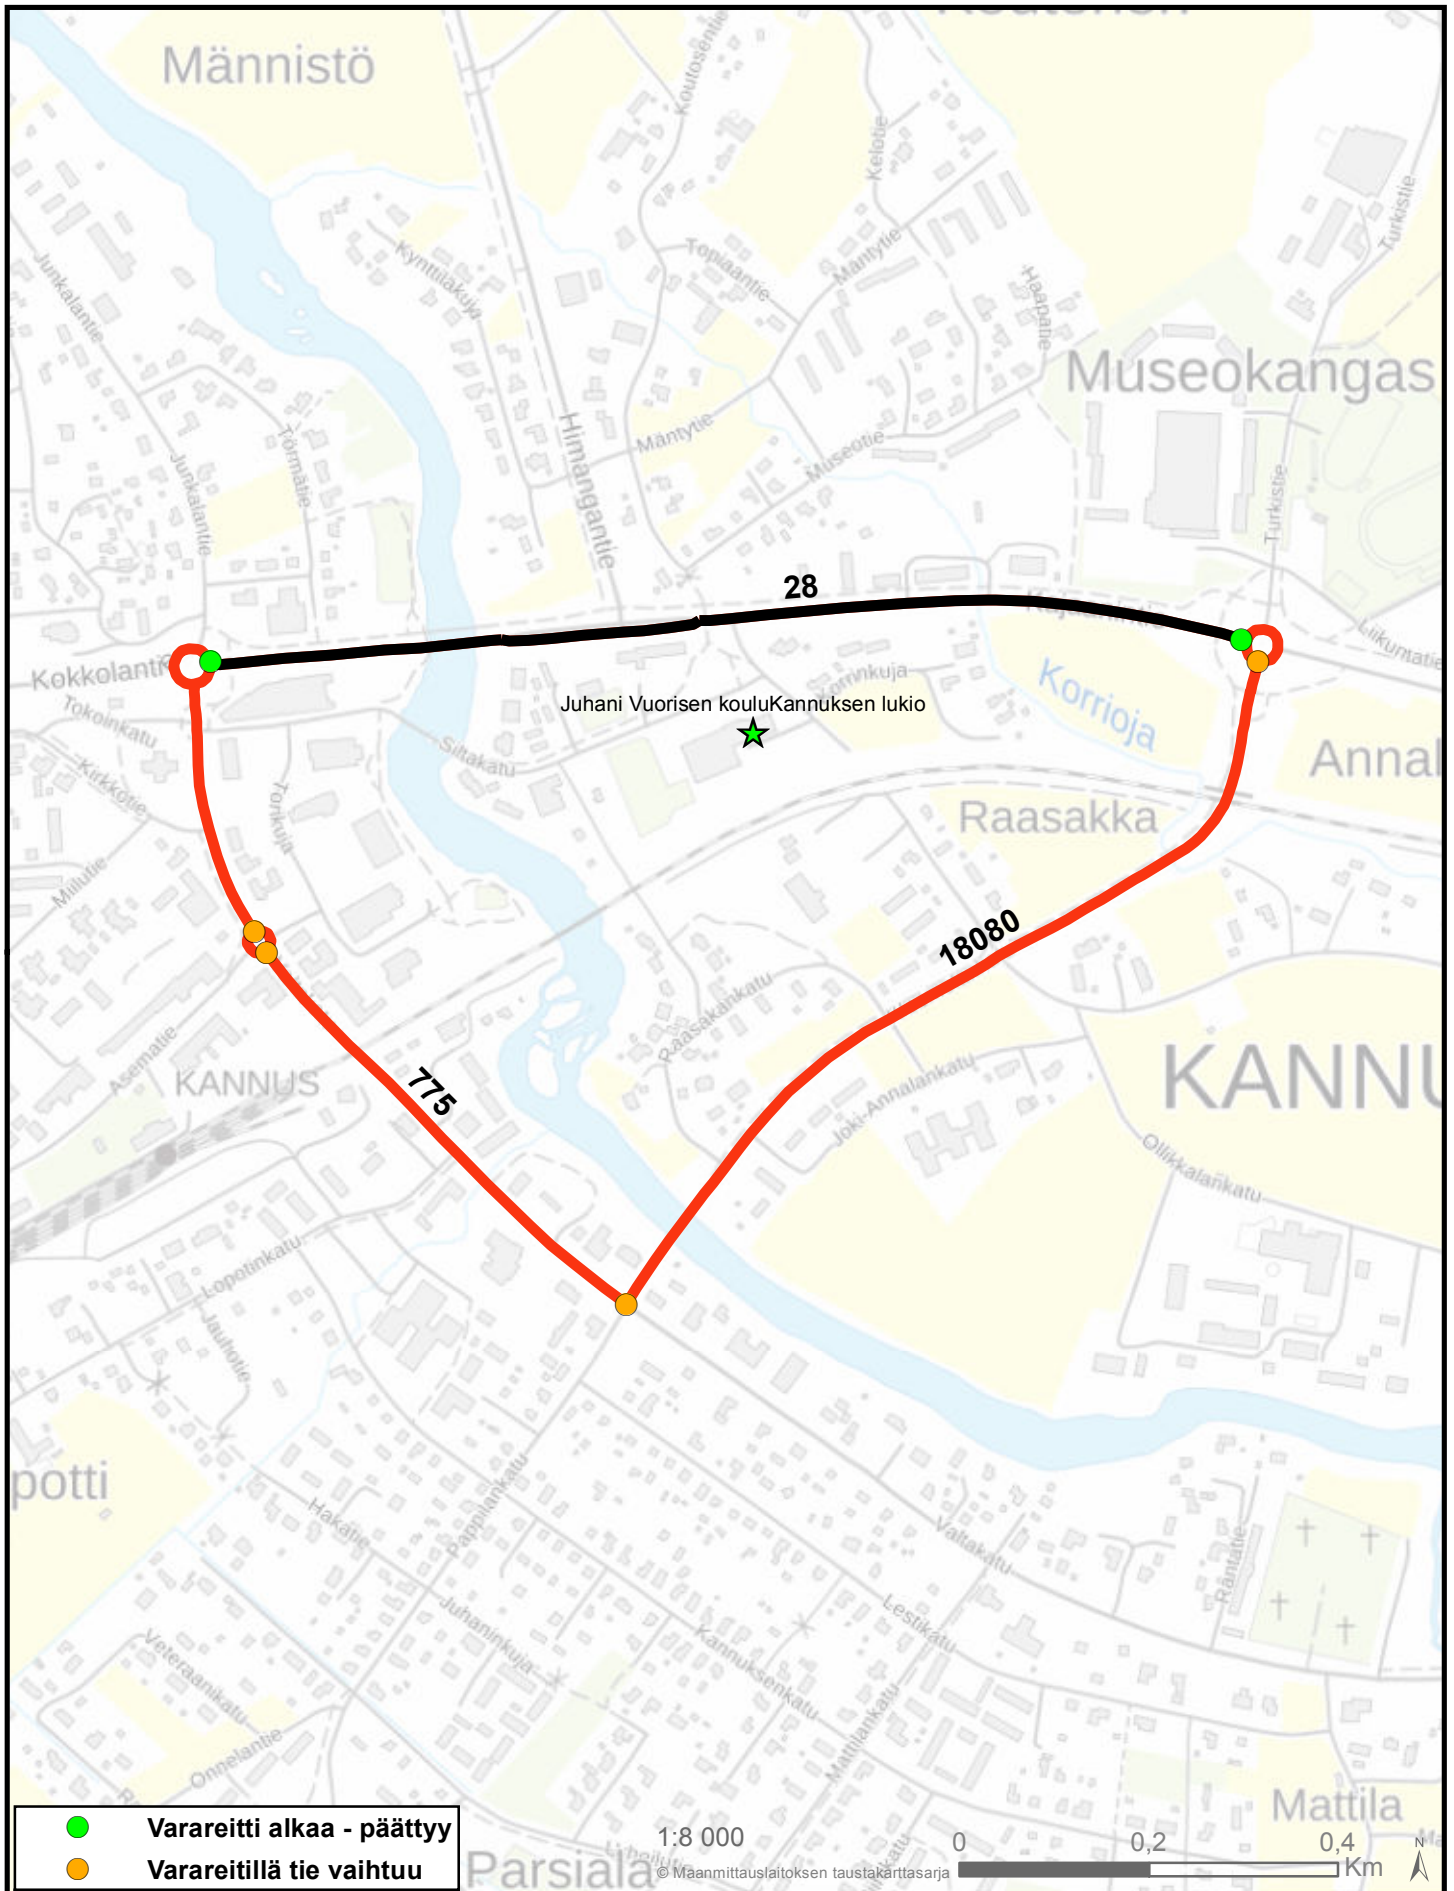 Männistö
Koutosentie
Kelotie
Turkistie
Junkalantie
Kynttiläkuja
Topiaantie
Mäntytie
Haapatie
Museokangas
Himangantie
Mäntytie
Museotie
Törmätie
Junkalantie
Turkistie
28
Liikuntatie
Kokkolantie
Korrinkuja
Korrioja
Juhani Vuorisen kouluKannuksen lukio
Tokoinkatu
Siltakatu
Annal
Kirkkotie
Torikuja
Raasakka
Miilutie
18080
Raasakankatu
Asematie
KANNUS
775
Joki-Annalankatu
KANNU
Ollikkalankatu
Lopotinkatu
Jauhotie
potti
Hakatie
Pappilankatu
Valtakatu
Rantatie
Juhaninkuja
Lestikatu
Kannuksenkatu
Veteraanikatu
Mattilankatu
Onnelantie
Mattila
Varareitti alkaa - päättyy
Varareitillä tie vaihtuu
Parsiala
1:8 000
© Maanmittauslaitoksen taustakarttasarja
0 0,2 0,4
Km
N